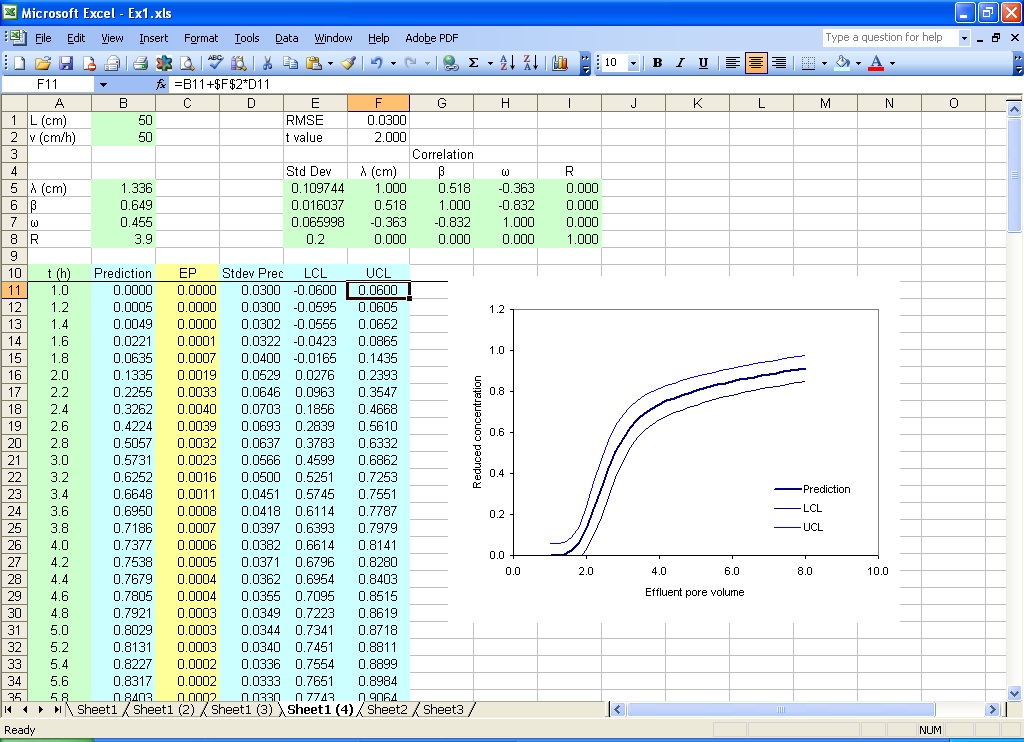 Microsoft Excel - Ex1.xls
File Edit View Insert Format Tools Data Window Help Adobe PDF Type a question for help
10 B I U
F11 fx =B11+$F$2*D11
A B C D E F G H I J K L M N O
1 L (cm) 50 RMSE 0.0300
2 v (cm/h) 50 t value 2.000
3 Correlation
4 Std Dev λ (cm) β ω R
5 λ (cm) 1.336 0.109744 1.000 0.518 -0.363 0.000
6 β 0.649 0.016037 0.518 1.000 -0.832 0.000
7 ω 0.455 0.065998 -0.363 -0.832 1.000 0.000
8 R 3.9 0.2 0.000 0.000 0.000 1.000
9
10 t (h) Prediction EP Stdev Prec LCL UCL
11 1.0 0.0000 0.0000 0.0300 -0.0600 0.0600
12 1.2 0.0005 0.0000 0.0300 -0.0595 0.0605
13 1.4 0.0049 0.0000 0.0302 -0.0555 0.0652
14 1.6 0.0221 0.0001 0.0322 -0.0423 0.0865
15 1.8 0.0635 0.0007 0.0400 -0.0165 0.1435
16 2.0 0.1335 0.0019 0.0529 0.0276 0.2393
17 2.2 0.2255 0.0033 0.0646 0.0963 0.3547
18 2.4 0.3262 0.0040 0.0703 0.1856 0.4668
19 2.6 0.4224 0.0039 0.0693 0.2839 0.5610
20 2.8 0.5057 0.0032 0.0637 0.3783 0.6332
21 3.0 0.5731 0.0023 0.0566 0.4599 0.6862
22 3.2 0.6252 0.0016 0.0500 0.5251 0.7253
23 3.4 0.6648 0.0011 0.0451 0.5745 0.7551
24 3.6 0.6950 0.0008 0.0418 0.6114 0.7787
25 3.8 0.7186 0.0007 0.0397 0.6393 0.7979
26 4.0 0.7377 0.0006 0.0382 0.6614 0.8141
27 4.2 0.7538 0.0005 0.0371 0.6796 0.8280
28 4.4 0.7679 0.0004 0.0362 0.6954 0.8403
29 4.6 0.7805 0.0004 0.0355 0.7095 0.8515
30 4.8 0.7921 0.0003 0.0349 0.7223 0.8619
31 5.0 0.8029 0.0003 0.0344 0.7341 0.8718
32 5.2 0.8131 0.0003 0.0340 0.7451 0.8811
33 5.4 0.8227 0.0002 0.0336 0.7554 0.8899
34 5.6 0.8317 0.0002 0.0333 0.7651 0.8984
35 5.8 0.8403 0.0002 0.0330 0.7743 0.9064
1.2
1.0
0.8
0.6
0.4
0.2
0.0
Reduced concentration
Prediction
LCL
UCL
0.0 2.0 4.0 6.0 8.0 10.0
Effluent pore volume
Sheet1 Sheet1 (2) Sheet1 (3) Sheet1 (4) Sheet2 Sheet3
Ready NUM